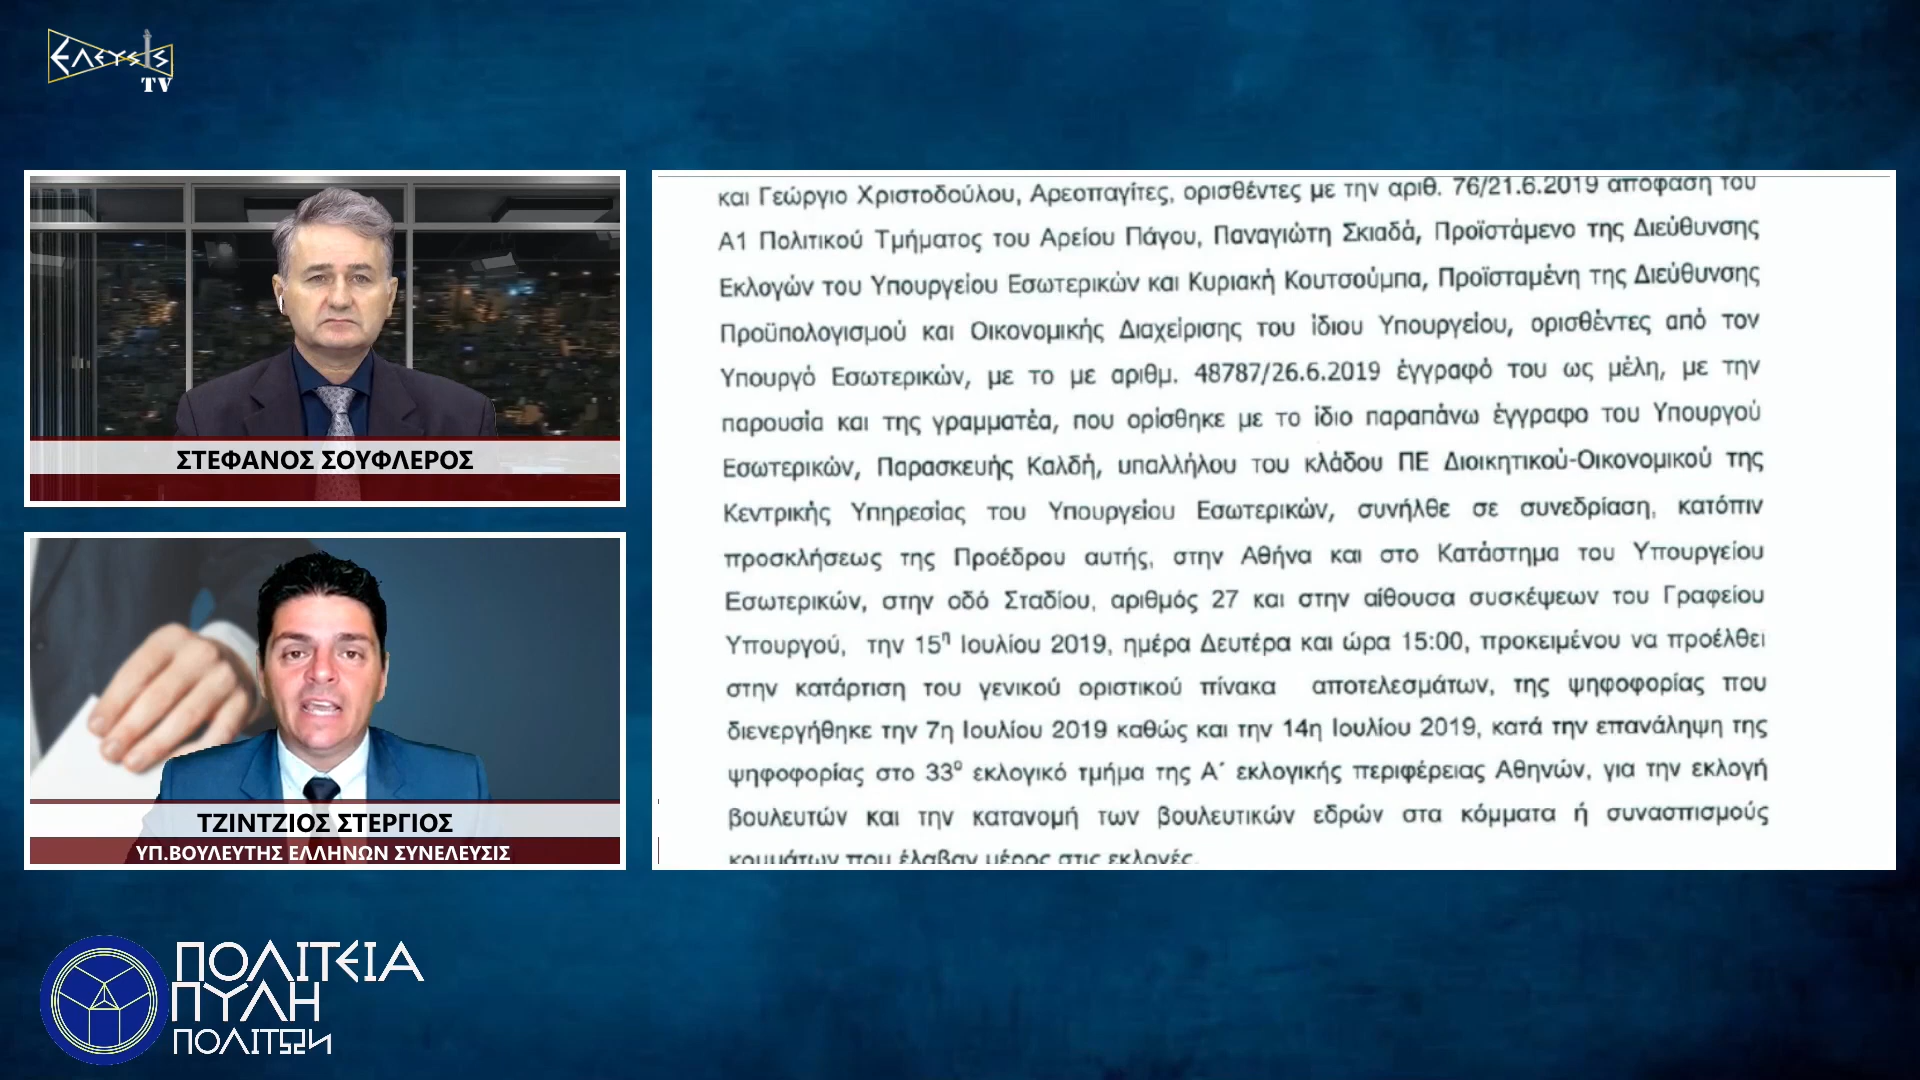 ΕΛΕΥSΙS
TV
ΣΤΕΦΑΝΟΣ ΣΟΥΦΛΕΡΟΣ
ΤΖΙΝΤΖΙΟΣ ΣΤΕΡΓΙΟΣ
ΥΠ.ΒΟΥΛΕΥΤΗΣ ΕΛΛΗΝΩΝ ΣΥΝΕΛΕΥΣΙΣ
και Γεώργιο Χριστοδούλου, Αρεοπαγίτες, ορισθέντες με την αριθ. 76/21.6.2019 απόφαση του
Α1 Πολιτικού Τμήματος του Αρείου Πάγου, Παναγιώτη Σκιαδά, Προϊστάμενο της Διεύθυνσης
Εκλογών του Υπουργείου Εσωτερικών και Κυριακή Κουτσούμπα, Προϊσταμένη της Διεύθυνσης
Προϋπολογισμού και Οικονομικής Διαχείρισης του ίδιου Υπουργείου, ορισθέντες από τον
Υπουργό Εσωτερικών, με το με αριθμ. 48787/26.6.2019 έγγραφό του ως μέλη, με την
παρουσία και της γραμματέα, που ορίσθηκε με το ίδιο παραπάνω έγγραφο του Υπουργού
Εσωτερικών, Παρασκευής Καλδή, υπαλλήλου του κλάδου ΠΕ Διοικητικού-Οικονομικού της
Κεντρικής Υπηρεσίας του Υπουργείου Εσωτερικών, συνήλθε σε συνεδρίαση, κατόπιν
προσκλήσεως της Προέδρου αυτής, στην Αθήνα και στο Κατάστημα του Υπουργείου
Εσωτερικών, στην οδό Σταδίου, αριθμός 27 και στην αίθουσα συσκέψεων του Γραφείου
Υπουργού, την 15η Ιουλίου 2019, ημέρα Δευτέρα και ώρα 15:00, προκειμένου να προέλθει
στην κατάρτιση του γενικού οριστικού πίνακα αποτελεσμάτων, της ψηφοφορίας που
διενεργήθηκε την 7η Ιουλίου 2019 καθώς και την 14η Ιουλίου 2019, κατά την επανάληψη της
ψηφοφορίας στο 33ο εκλογικό τμήμα της Α΄ εκλογικής περιφέρειας Αθηνών, για την εκλογή
βουλευτών και την κατανομή των βουλευτικών εδρών στα κόμματα ή συνασπισμούς
κομμάτων που έλαβαν μέρος στις εκλογές.
ΠΟΛΙΤΕΙΑ
ΠΥΛΗ
ΠΟΛΙΤΩΝ